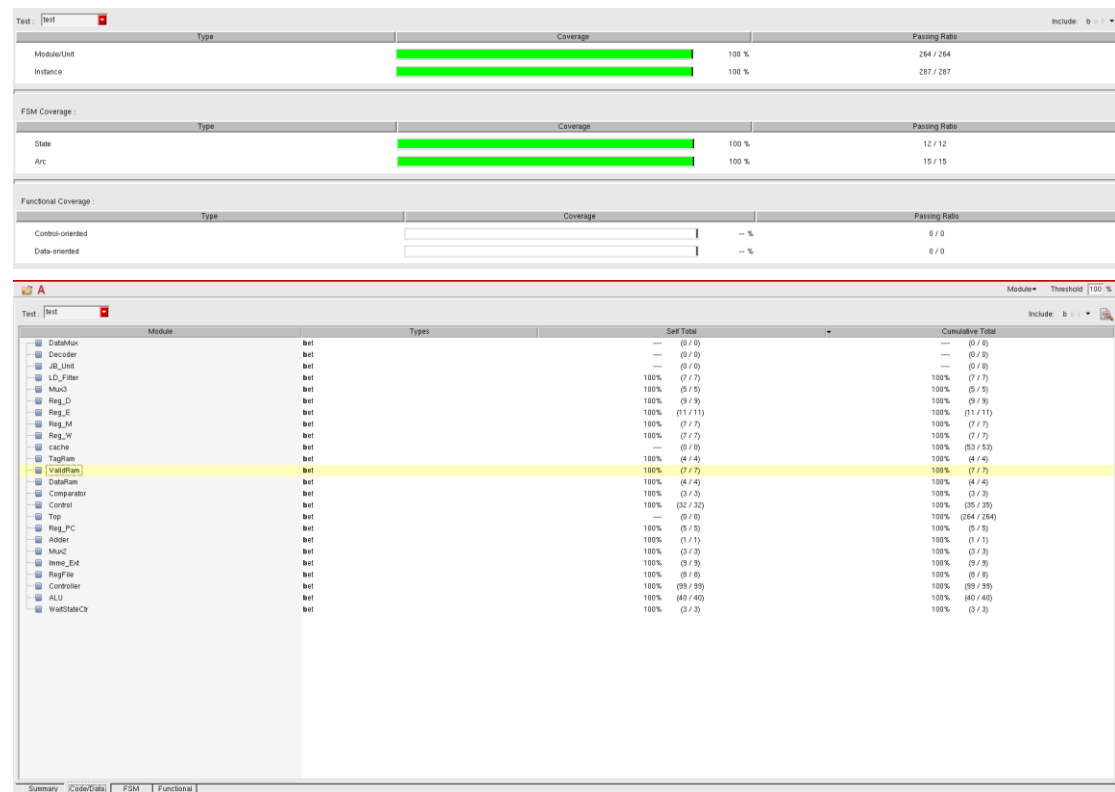 Test : test Include: b e t
Type Coverage Passing Ratio
Module/Unit 100 % 264 / 264
Instance 100 % 287 / 287
FSM Coverage :
Type Coverage Passing Ratio
State 100 % 12 / 12
Arc 100 % 15 / 15
Functional Coverage :
Type Coverage Passing Ratio
Control-oriented -- % 0 / 0
Data-oriented -- % 0 / 0
A Module Threshold 100 %
Test : test Include: b e t
Module Types Self Total Cumulative Total
DataMux bet --- (0 / 0) --- (0 / 0)
Decoder bet --- (0 / 0) --- (0 / 0)
JB_Unit bet --- (0 / 0) --- (0 / 0)
LD_Filter bet 100% (7 / 7) 100% (7 / 7)
Mux3 bet 100% (5 / 5) 100% (5 / 5)
Reg_D bet 100% (9 / 9) 100% (9 / 9)
Reg_E bet 100% (11 / 11) 100% (11 / 11)
Reg_M bet 100% (7 / 7) 100% (7 / 7)
Reg_W bet 100% (7 / 7) 100% (7 / 7)
cache bet --- (0 / 0) 100% (53 / 53)
TagRam bet 100% (4 / 4) 100% (4 / 4)
ValidRam bet 100% (7 / 7) 100% (7 / 7)
DataRam bet 100% (4 / 4) 100% (4 / 4)
Comparator bet 100% (3 / 3) 100% (3 / 3)
Control bet 100% (32 / 32) 100% (35 / 35)
Top bet --- (0 / 0) 100% (264 / 264)
Reg_PC bet 100% (5 / 5) 100% (5 / 5)
Adder bet 100% (1 / 1) 100% (1 / 1)
Mux2 bet 100% (3 / 3) 100% (3 / 3)
Imme_Ext bet 100% (9 / 9) 100% (9 / 9)
RegFile bet 100% (8 / 8) 100% (8 / 8)
Controller bet 100% (99 / 99) 100% (99 / 99)
ALU bet 100% (40 / 40) 100% (40 / 40)
WaitStateCtr bet 100% (3 / 3) 100% (3 / 3)
Summary Code/Data FSM Functional